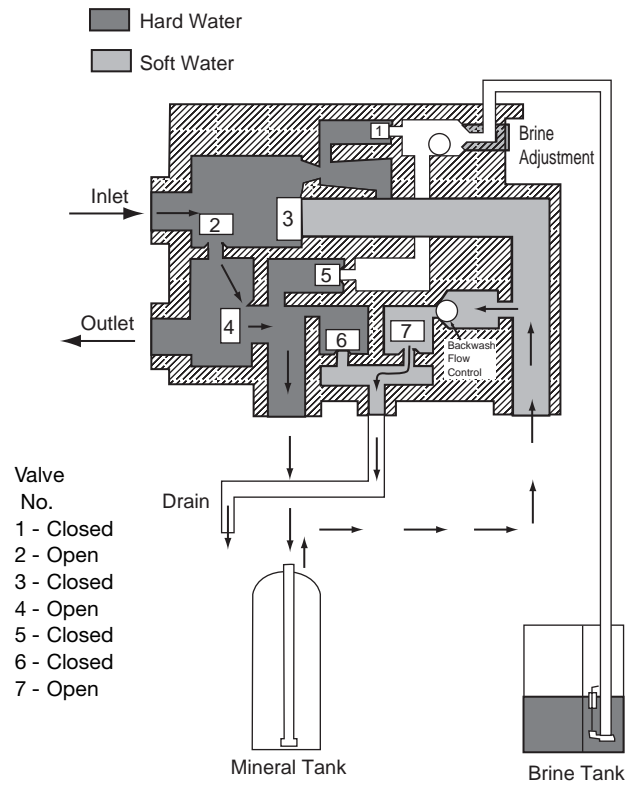 Hard Water
Soft Water
1
Brine
Adjustment
Inlet
2
3
5
Outlet
4
6
7
Backwash
Flow
Control
Valve
No.
1 - Closed
2 - Open
3 - Closed
4 - Open
5 - Closed
6 - Closed
7 - Open
Drain
Mineral Tank
Brine Tank